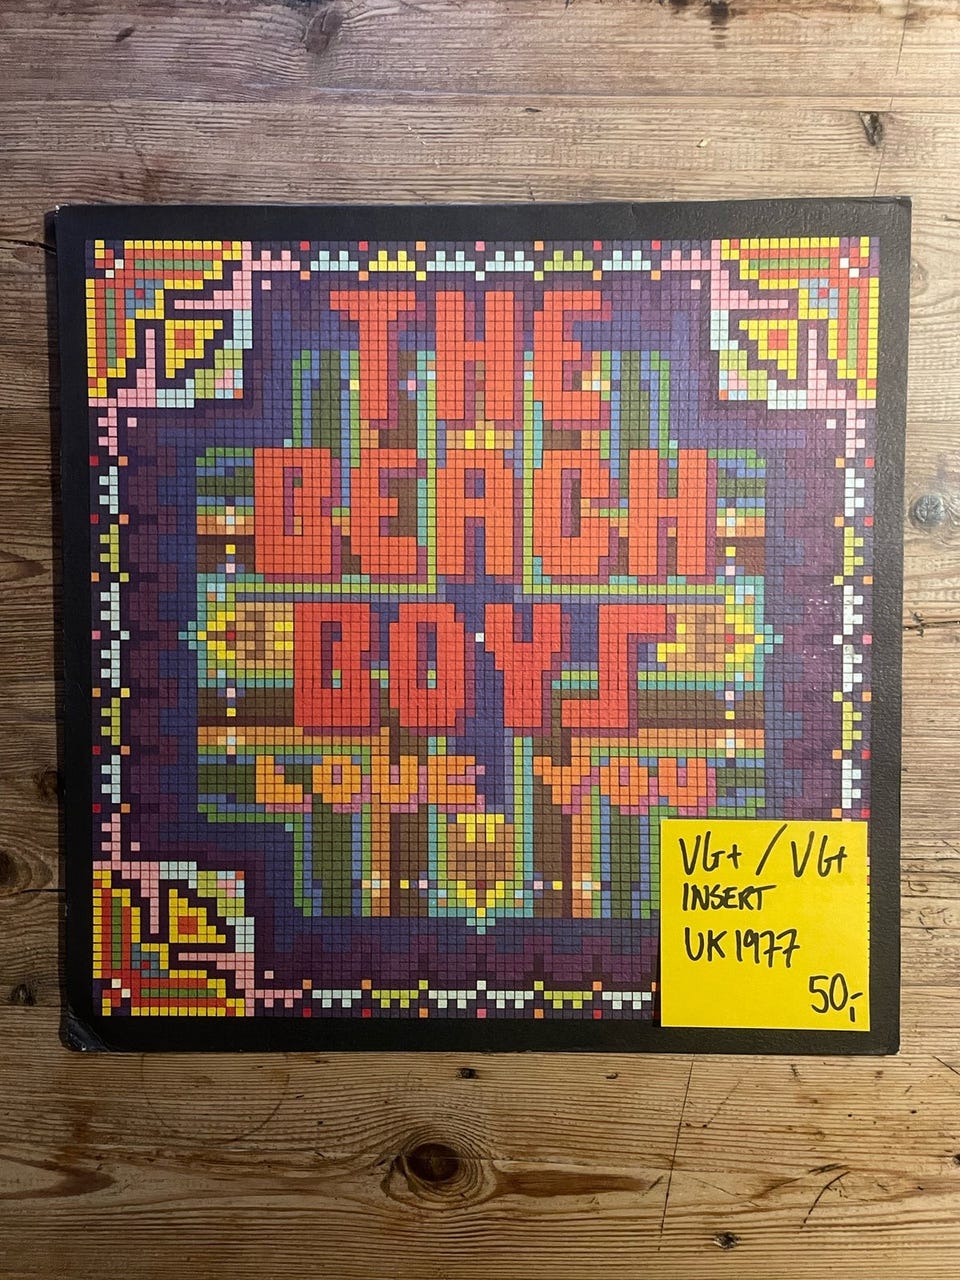 THE
BEACH
BOYS
LOVE YOU
VG+ / VG+
INSERT
UK 1977
50,-